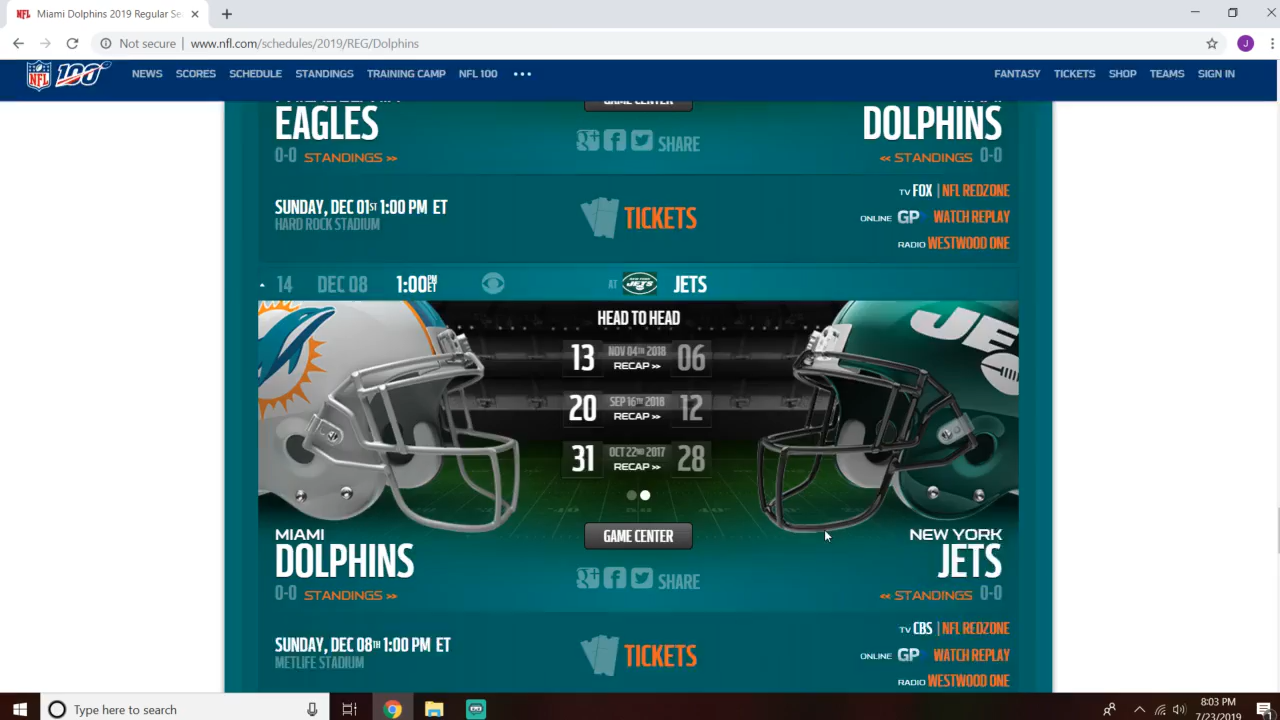 Miami Dolphins 2019 Regular Se
Not secure | www.nfl.com/schedules/2019/REG/Dolphins
NFL 100 NEWS SCORES SCHEDULE STANDINGS TRAINING CAMP NFL 100 ••• FANTASY TICKETS SHOP TEAMS SIGN IN
GAME CENTER
EAGLES DOLPHINS
SHARE
0-0 STANDINGS >> << STANDINGS 0-0
TV FOX | NFL REDZONE
SUNDAY, DEC 01ST 1:00 PM ET
HARD ROCK STADIUM
TICKETS
ONLINE GP WATCH REPLAY
RADIO WESTWOOD ONE
14 DEC 08 1:00PM ET AT JETS JETS
HEAD TO HEAD
13 NOV 04TH 2018 06
RECAP >>
20 SEP 16TH 2018 12
RECAP >>
31 OCT 22ND 2017 28
RECAP >>
GAME CENTER
MIAMI NEW YORK
DOLPHINS JETS
SHARE
0-0 STANDINGS >> << STANDINGS 0-0
TV CBS | NFL REDZONE
SUNDAY, DEC 08TH 1:00 PM ET
METLIFE STADIUM
TICKETS
ONLINE GP WATCH REPLAY
RADIO WESTWOOD ONE
Type here to search
8:03 PM
7/23/2019